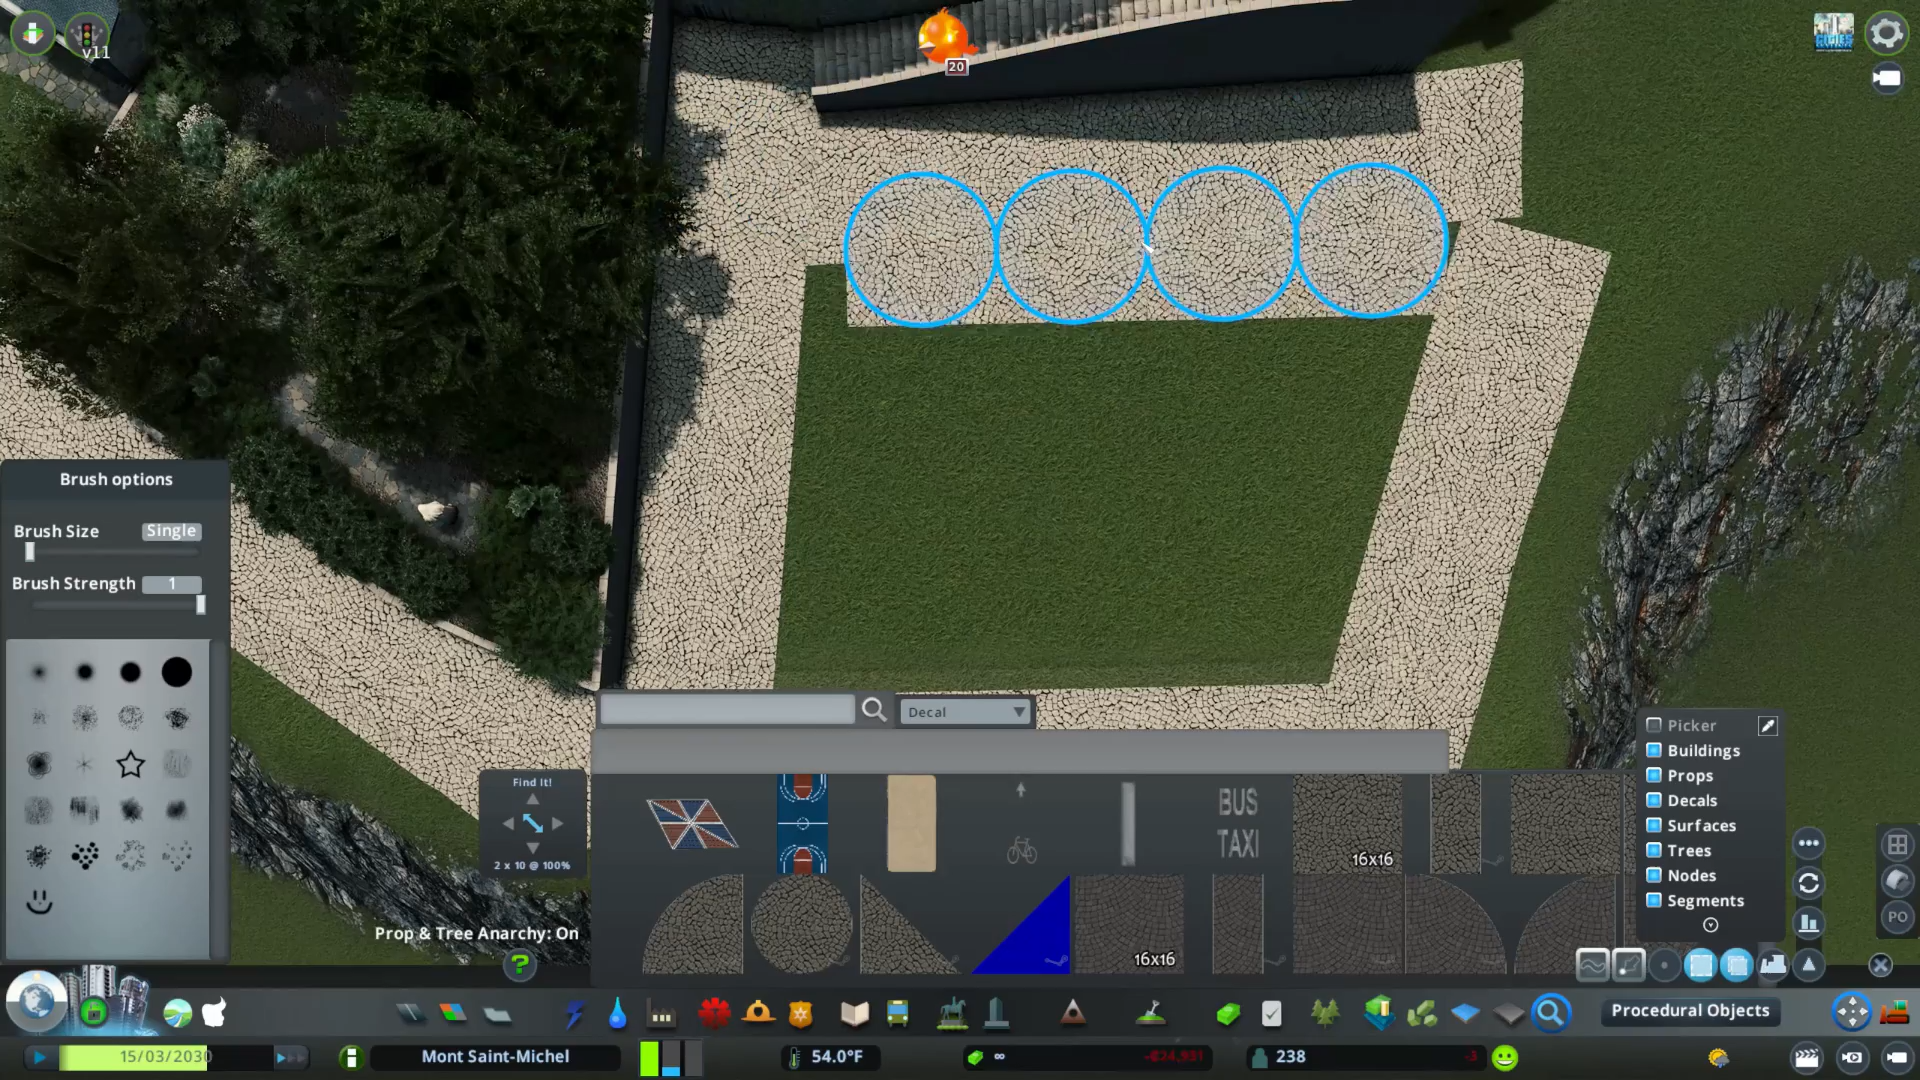 v11
20
CITIES
Brush options
Brush Size Single
Brush Strength 1
Decal
Find It!
2 x 10 @ 100%
BUS
TAXI
16x16
16x16
Prop & Tree Anarchy: On
?
Picker
Buildings
Props
Decals
Surfaces
Trees
Nodes
Segments
PO
Procedural Objects
15/03/2030
Mont Saint-Michel
54.0°F
∞
238
-3